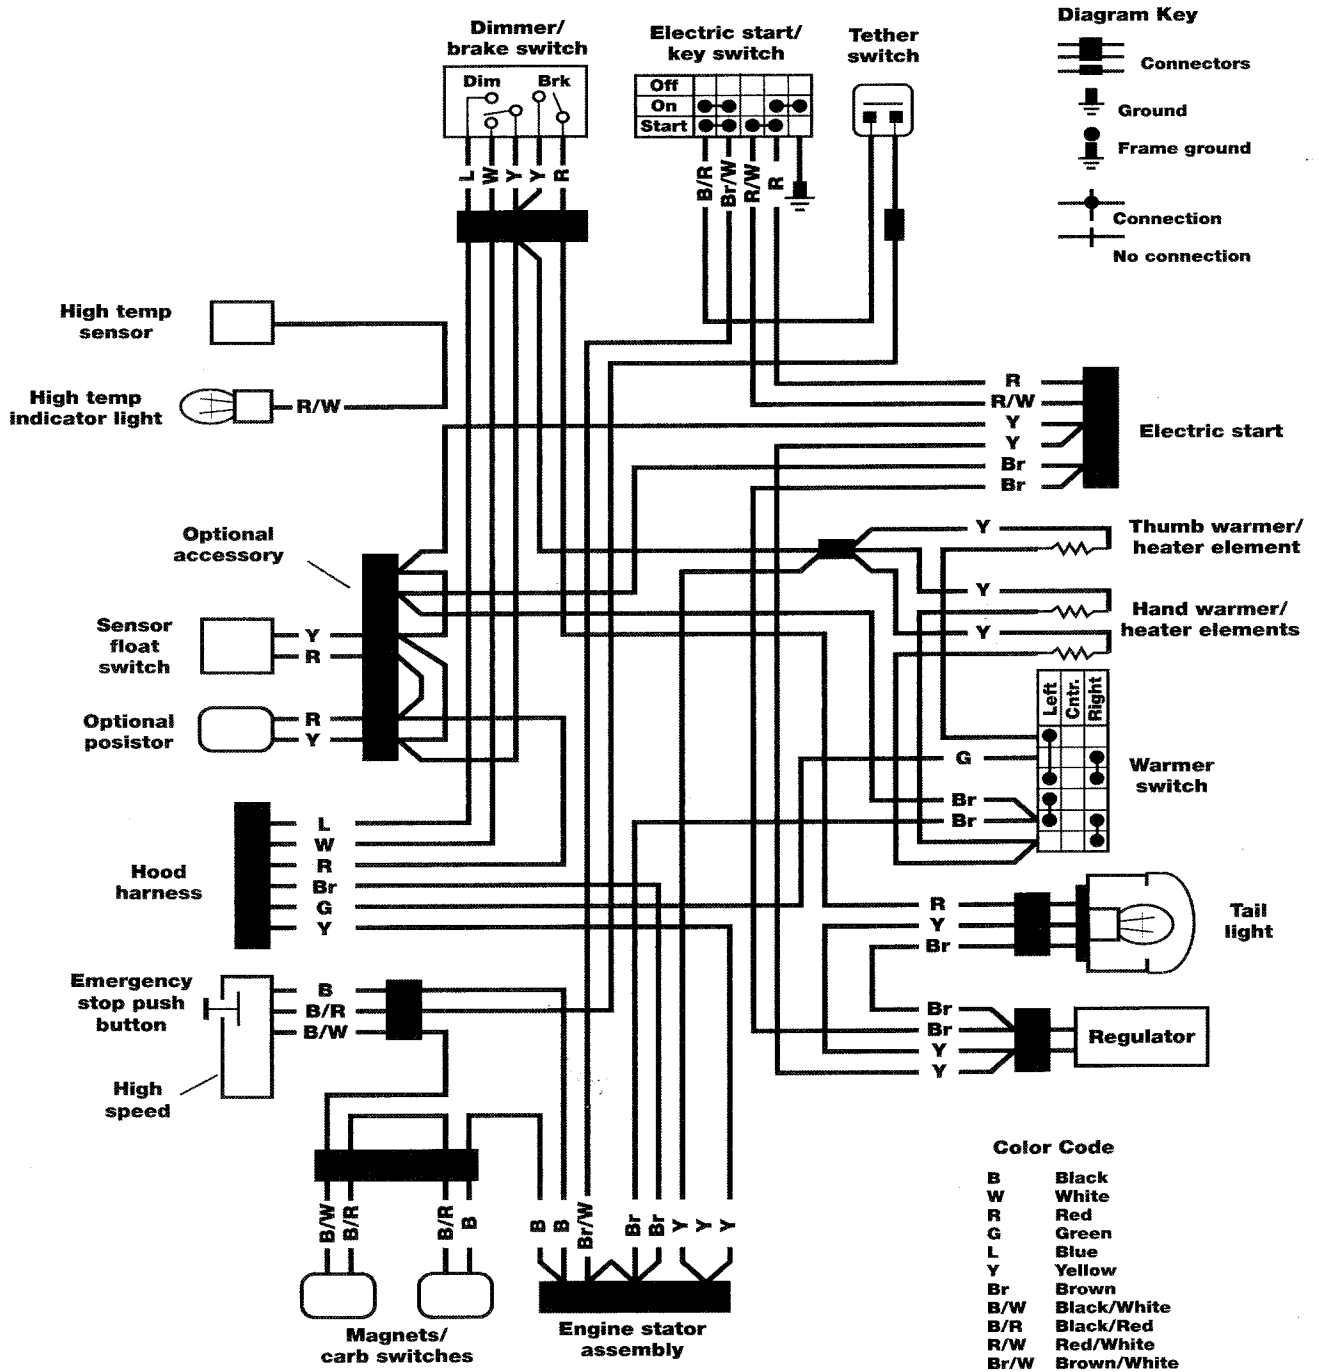 Diagram Key
Connectors
Ground
Frame ground
Connection
No connection
Dimmer/
brake switch
Dim
Brk
L
W
Y
Y
R
Electric start/
key switch
Off
On
Start
B/R
Br/W
R/W
R
Tether
switch
High temp
sensor
High temp
indicator light
R/W
R
R/W
Y
Y
Br
Br
Electric start
Optional
accessory
Y
Thumb warmer/
heater element
Y
Hand warmer/
heater elements
Y
Sensor
float
switch
Y
R
Optional
posistor
R
Y
Left
Cntr.
Right
G
Br
Br
Warmer
switch
Hood
harness
L
W
R
Br
G
Y
R
Y
Br
Tail
light
Emergency
stop push
button
B
B/R
B/W
High
speed
Br
Br
Y
Y
Regulator
B/W
B/R
B/R
B
Magnets/
carb switches
B
B
Br/W
Br
Br
Y
Y
Y
Engine stator
assembly
Color Code
B Black
W White
R Red
G Green
L Blue
Y Yellow
Br Brown
B/W Black/White
B/R Black/Red
R/W Red/White
Br/W Brown/White